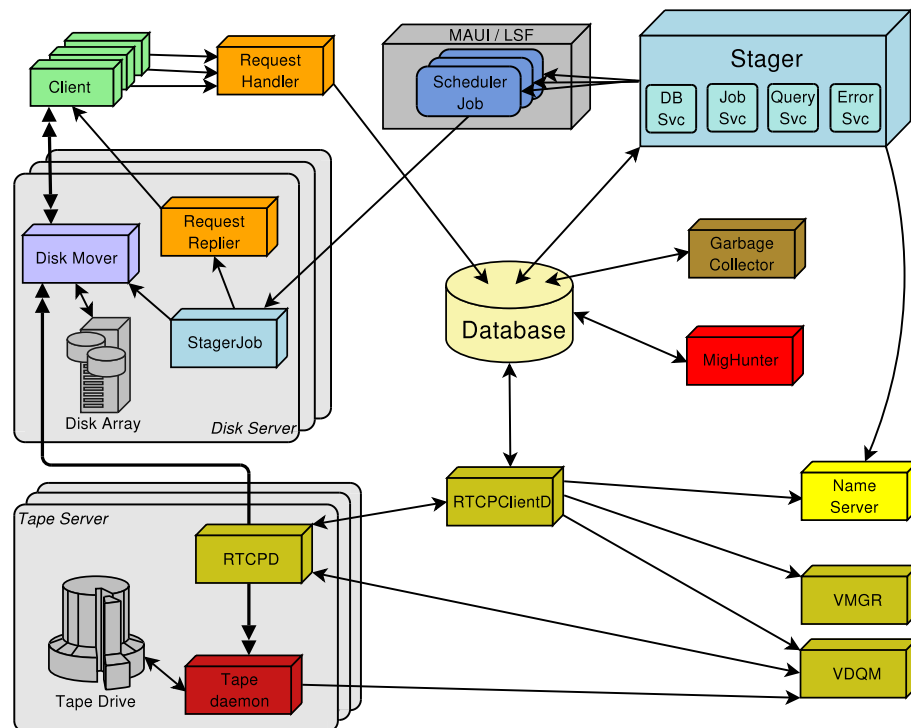 MAUI / LSF
Stager
Request
Handler
Scheduler
Job
Client
DB
Svc
Job
Svc
Query
Svc
Error
Svc
Request
Replier
Disk Mover
Garbage
Collector
Database
StagerJob
MigHunter
Disk Array
Disk Server
RTCPClientD
Name
Server
Tape Server
RTCPD
VMGR
Tape
daemon
VDQM
Tape Drive